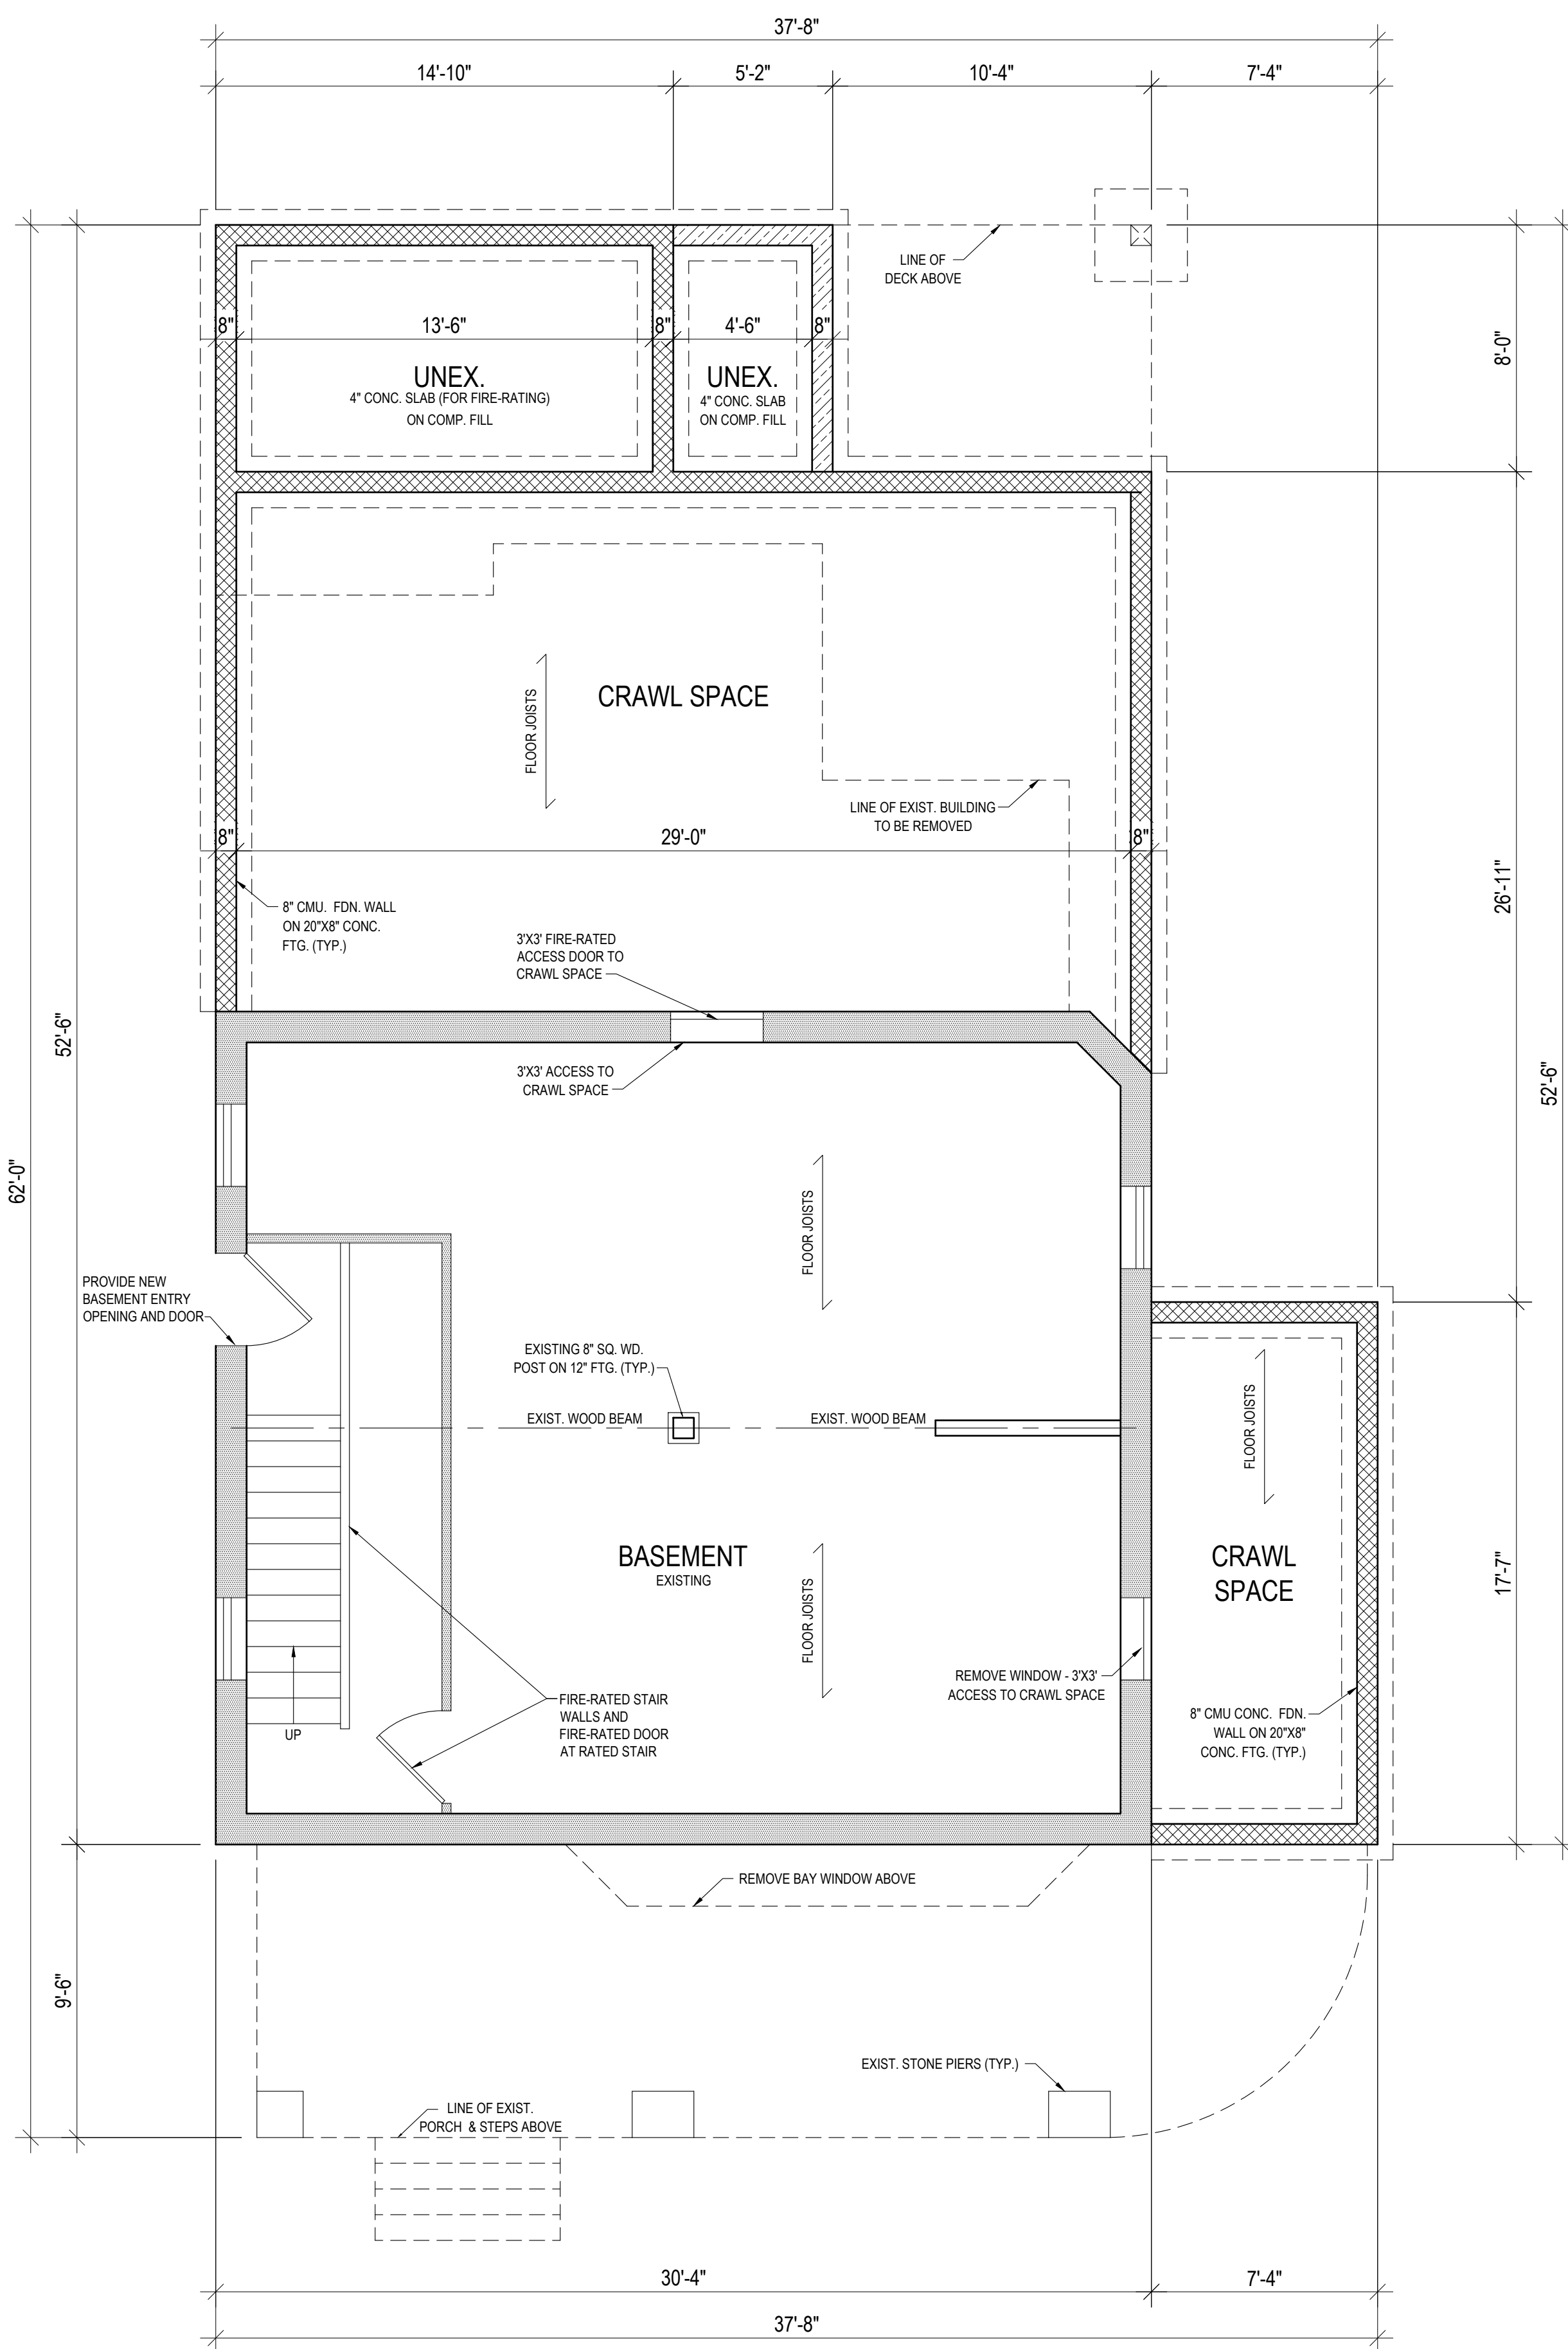 37'-8"
14'-10"
5'-2"
10'-4"
7'-4"
LINE OF
DECK ABOVE
8"
13'-6"
8"
4'-6"
8"
8'-0"
UNEX.
4" CONC. SLAB (FOR FIRE-RATING)
ON COMP. FILL
UNEX.
4" CONC. SLAB
ON COMP. FILL
CRAWL SPACE
FLOOR JOISTS
LINE OF EXIST. BUILDING
TO BE REMOVED
8"
29'-0"
8"
26'-11"
8" CMU. FDN. WALL
ON 20"X8" CONC.
FTG. (TYP.)
3'X3' FIRE-RATED
ACCESS DOOR TO
CRAWL SPACE
52'-6"
3'X3' ACCESS TO
CRAWL SPACE
52'-6"
62'-0"
FLOOR JOISTS
PROVIDE NEW
BASEMENT ENTRY
OPENING AND DOOR
EXISTING 8" SQ. WD.
POST ON 12" FTG. (TYP.)
EXIST. WOOD BEAM
EXIST. WOOD BEAM
FLOOR JOISTS
BASEMENT
EXISTING
FLOOR JOISTS
CRAWL
SPACE
17'-7"
REMOVE WINDOW - 3'X3'
ACCESS TO CRAWL SPACE
FIRE-RATED STAIR
WALLS AND
FIRE-RATED DOOR
AT RATED STAIR
UP
8" CMU CONC. FDN.
WALL ON 20"X8"
CONC. FTG. (TYP.)
REMOVE BAY WINDOW ABOVE
9'-6"
EXIST. STONE PIERS (TYP.)
LINE OF EXIST.
PORCH & STEPS ABOVE
30'-4"
7'-4"
37'-8"